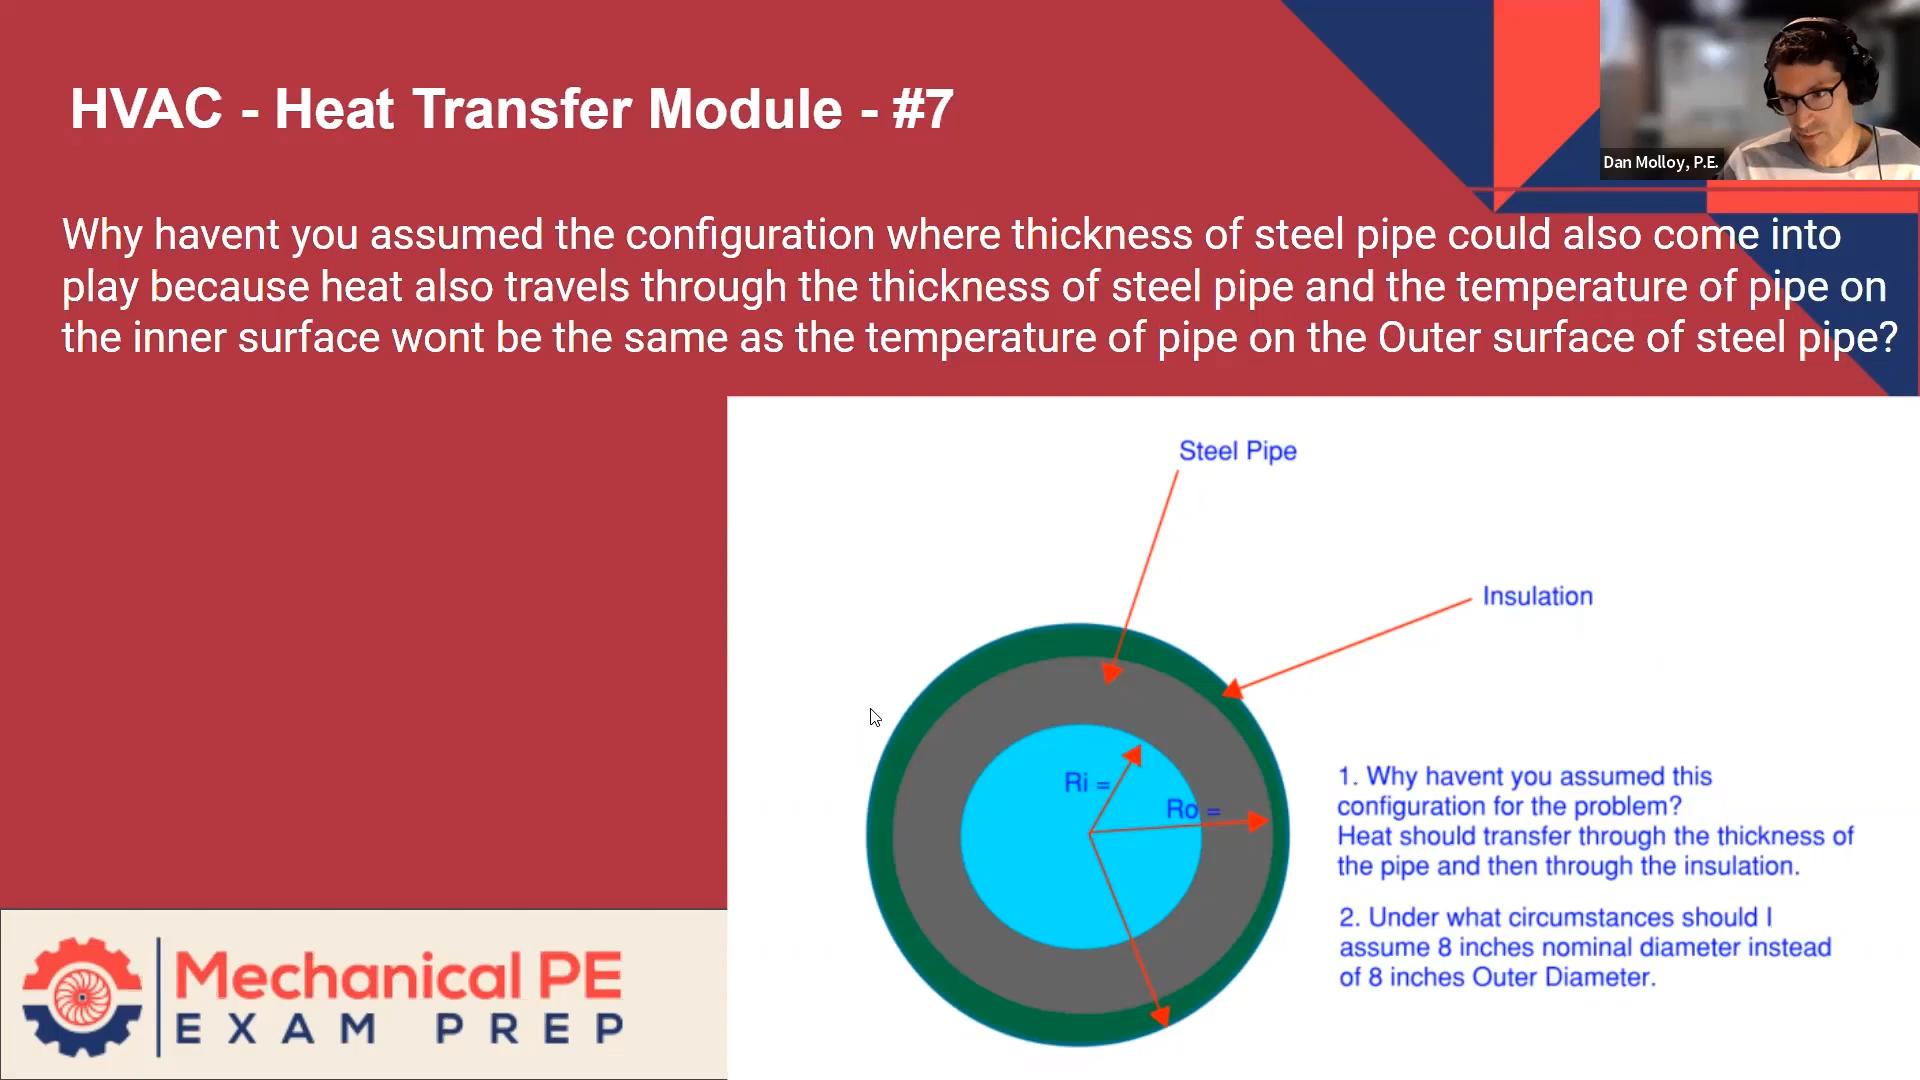 HVAC - Heat Transfer Module - #7
Dan Molloy, P.E.
Why havent you assumed the configuration where thickness of steel pipe could also come into
play because heat also travels through the thickness of steel pipe and the temperature of pipe on
the inner surface wont be the same as the temperature of pipe on the Outer surface of steel pipe?
Steel Pipe
Insulation
Ri =
Ro =
1. Why havent you assumed this
configuration for the problem?
Heat should transfer through the thickness of
the pipe and then through the insulation.
2. Under what circumstances should I
assume 8 inches nominal diameter instead
of 8 inches Outer Diameter.
Mechanical PE
EXAM PREP